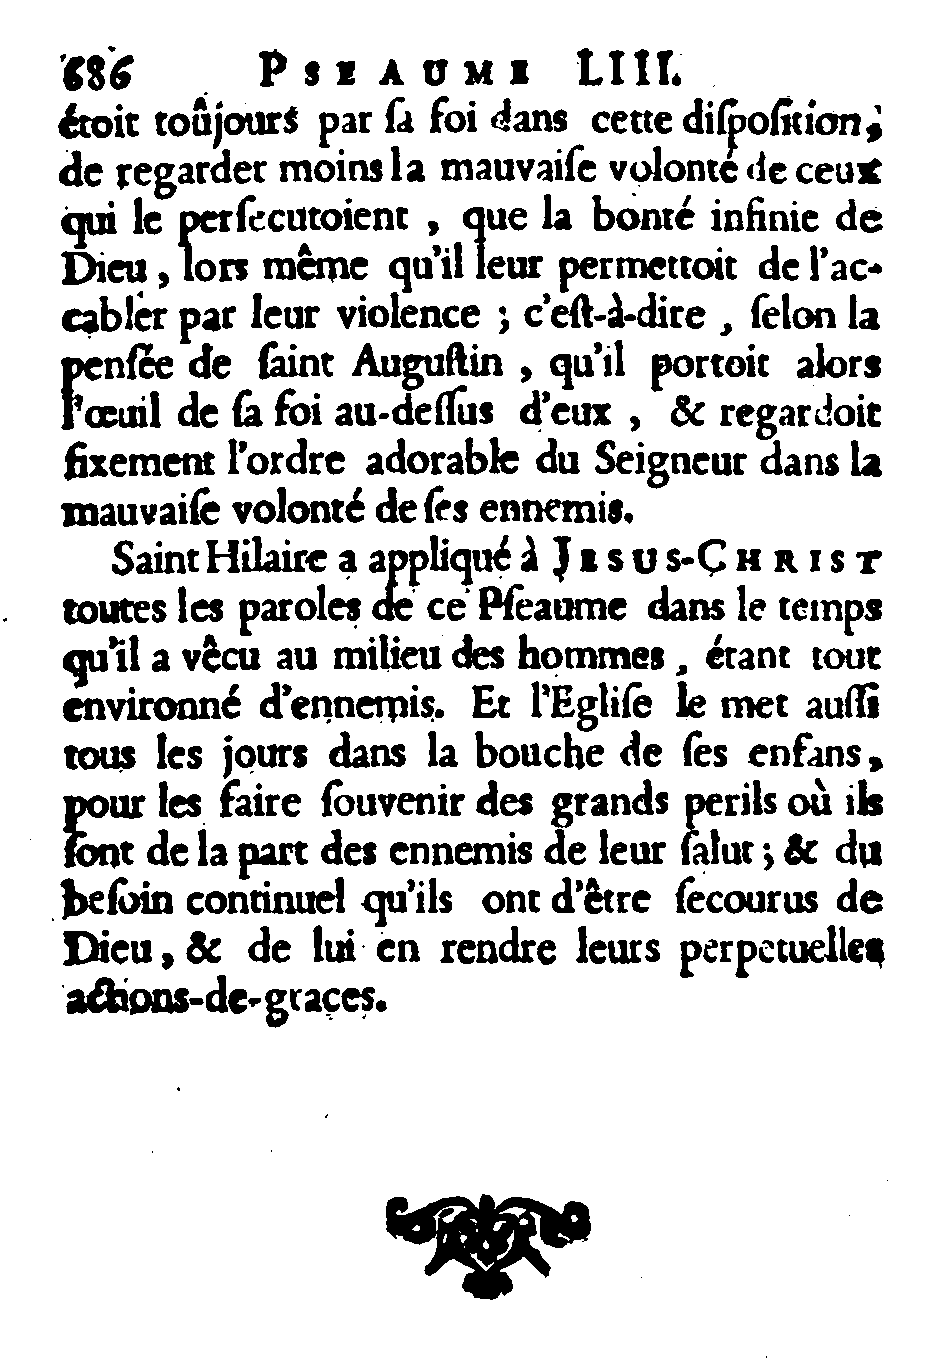 686 PSEAUME LIII.
étoit toûjours par ſa foi dans cette diſpoſition,
de regarder moins la mauvaiſe volonté de ceux
qui le perſecutoient, que la bonté infinie de
Dieu, lors même qu'il leur permettoit de l'ac-
cabler par leur violence ; c'eſt-à-dire, ſelon la
penſée de ſaint Auguſtin, qu'il portoit alors
l'œuil de ſa foi au-deſſus d'eux, & regardoit
fixement l'ordre adorable du Seigneur dans la
mauvaiſe volonté de ſes ennemis.
Saint Hilaire a appliqué à JESUS-CHRIST
toutes les paroles de ce Pſeaume dans le temps
qu'il a vêcu au milieu des hommes, étant tout
environné d'ennemis. Et l'Egliſe le met auſſi
tous les jours dans la bouche de ſes enfans,
pour les faire ſouvenir des grands perils où ils
ſont de la part des ennemis de leur ſalut ; & du
beſoin continuel qu'ils ont d'être ſecourus de
Dieu, & de lui en rendre leurs perpetuelles
actions-de-graces.